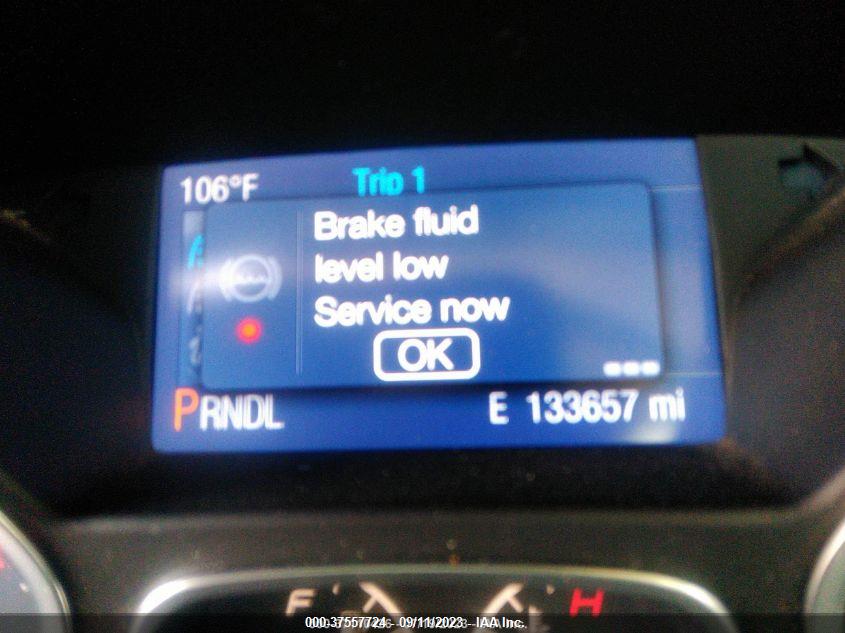 106°F Trip 1
Brake fluid
level low
Service now
OK
PRNDL E 133657 mi
F H
000-37557724 - 09/11/2023 - IAA Inc.